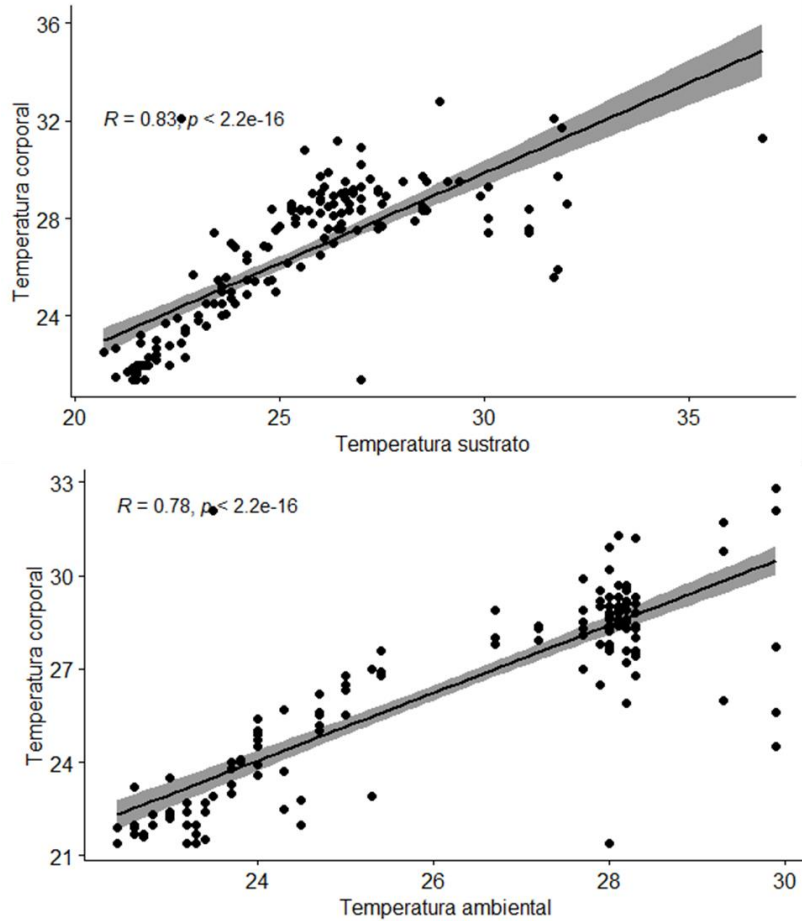 36
32
28
24
Temperatura corporal
R = 0.83, p < 2.2e-16
20 25 30 35
Temperatura sustrato
33
30
27
24
21
Temperatura corporal
R = 0.78, p < 2.2e-16
24 26 28 30
Temperatura ambiental